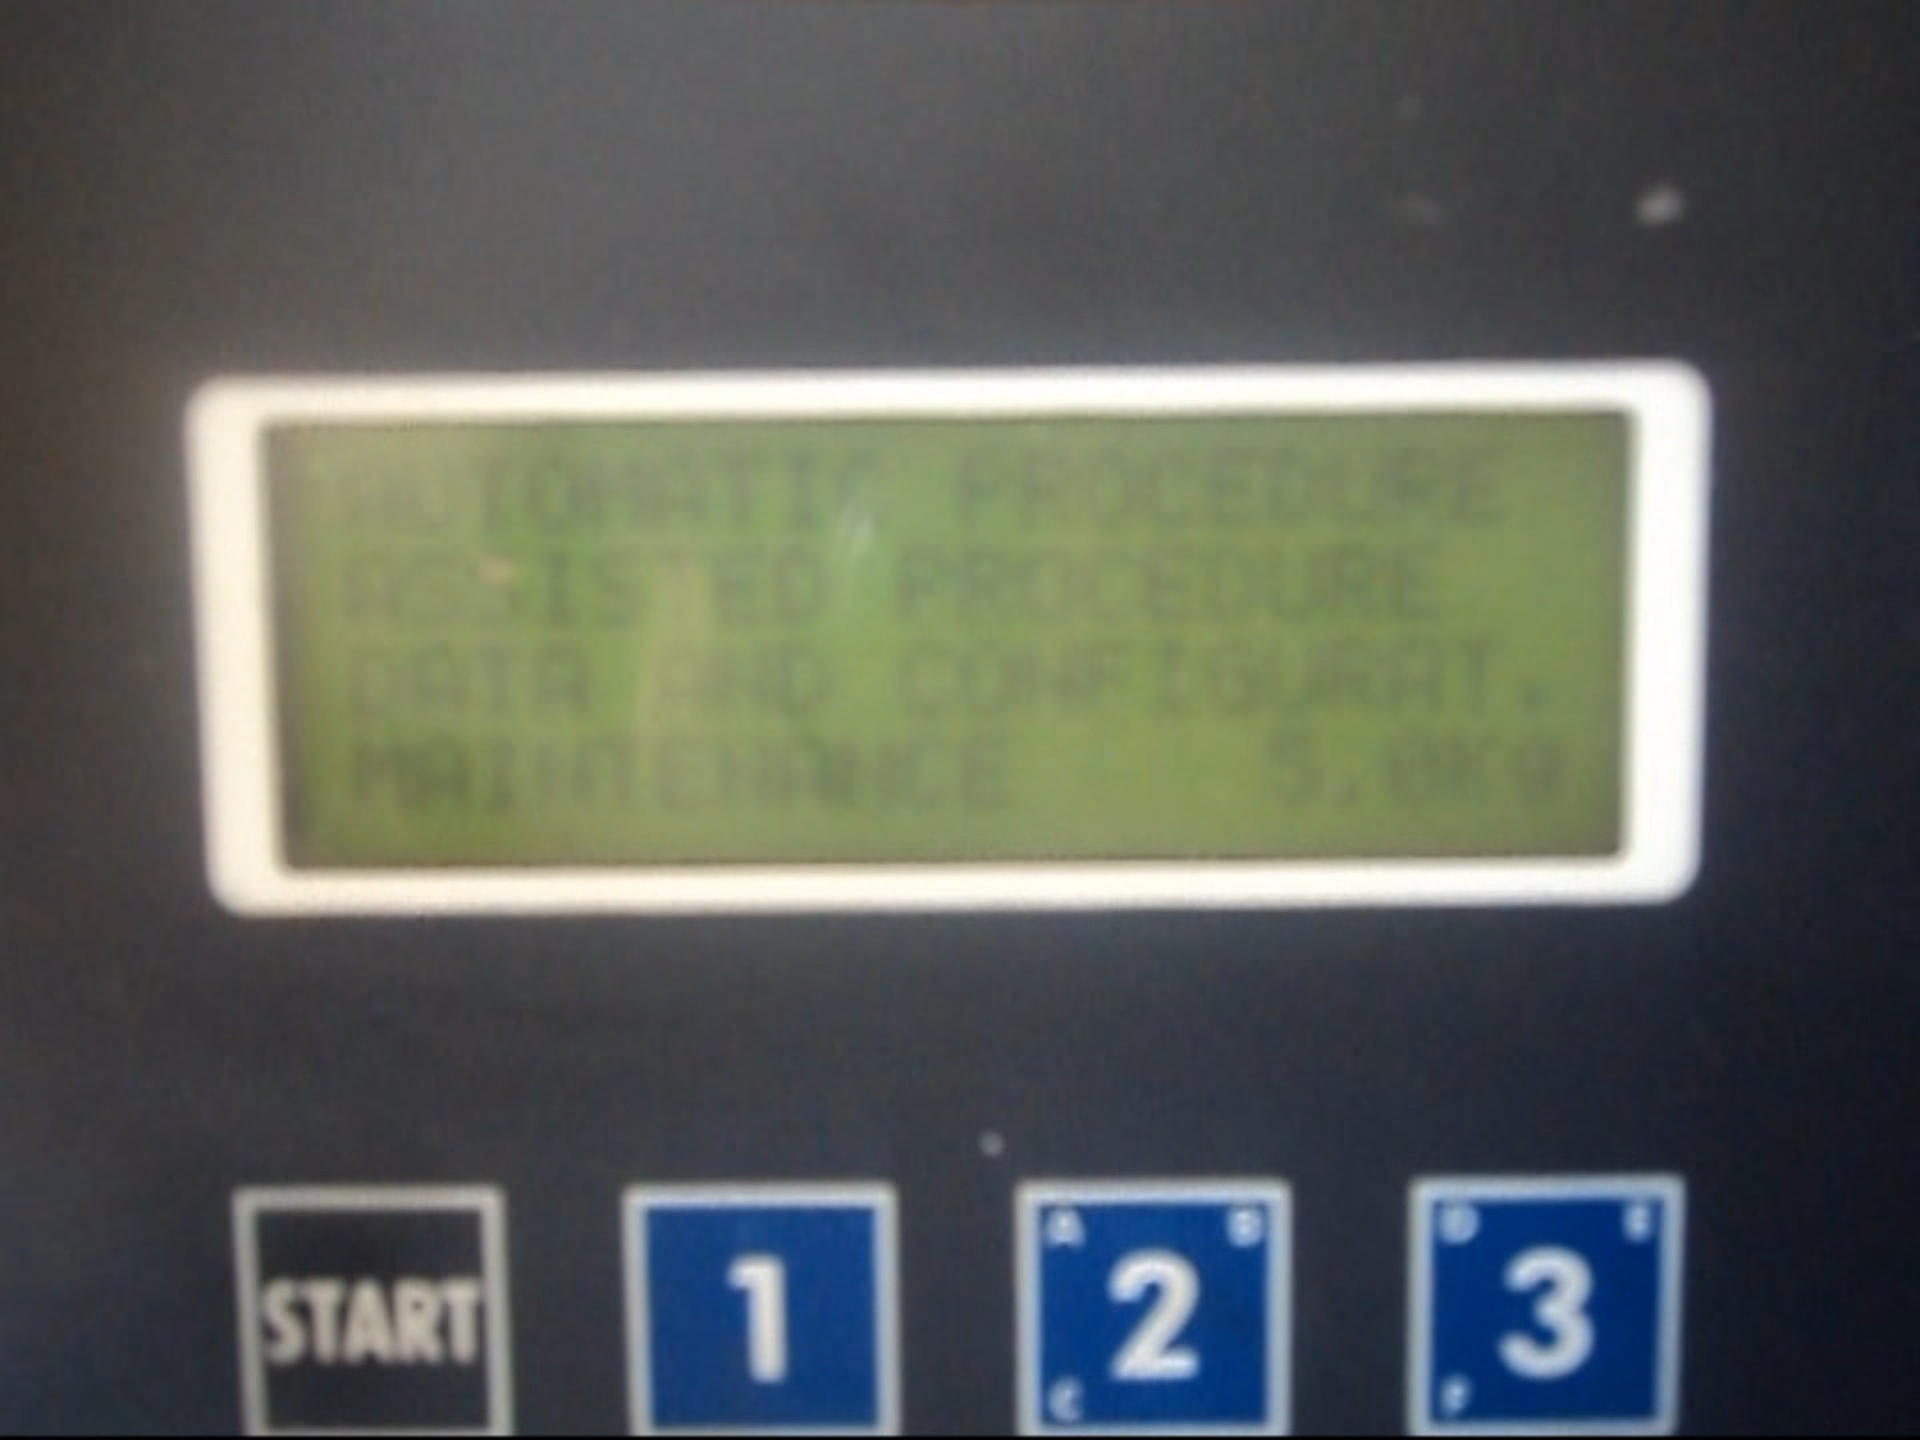 AUTOMATIC PROCEDURE
ASSISTED PROCEDURE
DATA AND CONFIGURAT.
MAINTENANCE 5.0Kg
START
1
A B
2
C
D E
3
F